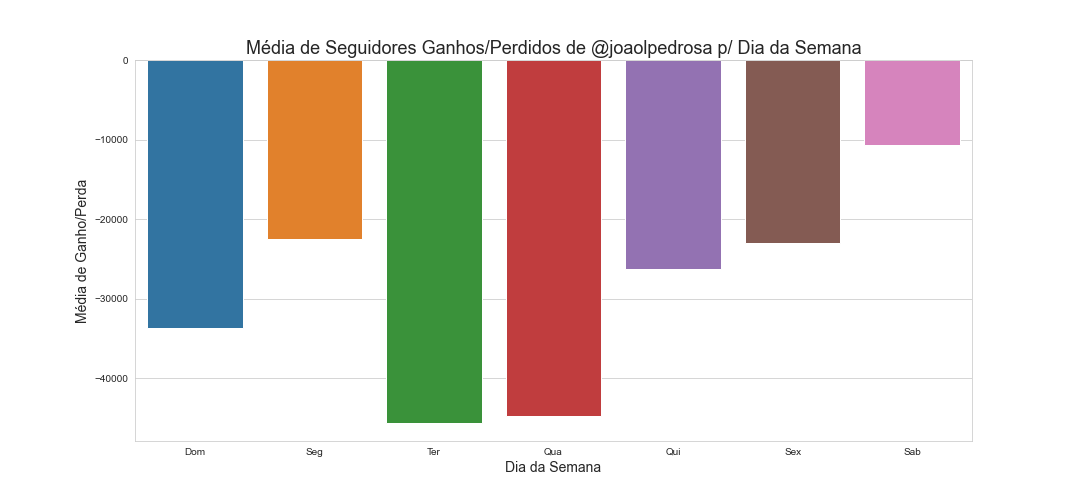 Média de Seguidores Ganhos/Perdidos de @joaolpedrosa p/ Dia da Semana
0
−10000
−20000
−30000
−40000
Média de Ganho/Perda
Dom Seg Ter Qua Qui Sex Sab
Dia da Semana